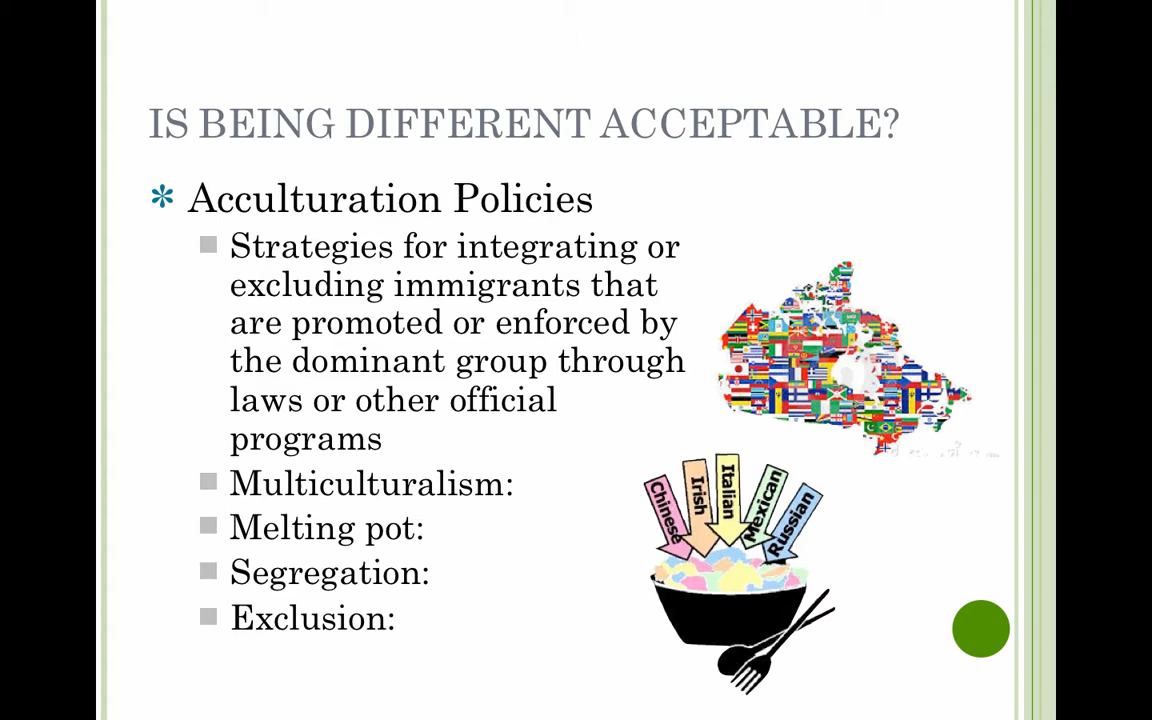 IS BEING DIFFERENT ACCEPTABLE?
Acculturation Policies
Strategies for integrating or
excluding immigrants that
are promoted or enforced by
the dominant group through
laws or other official
programs
Multiculturalism:
Melting pot:
Segregation:
Exclusion:
Chinese
Irish
Italian
Mexican
Russian